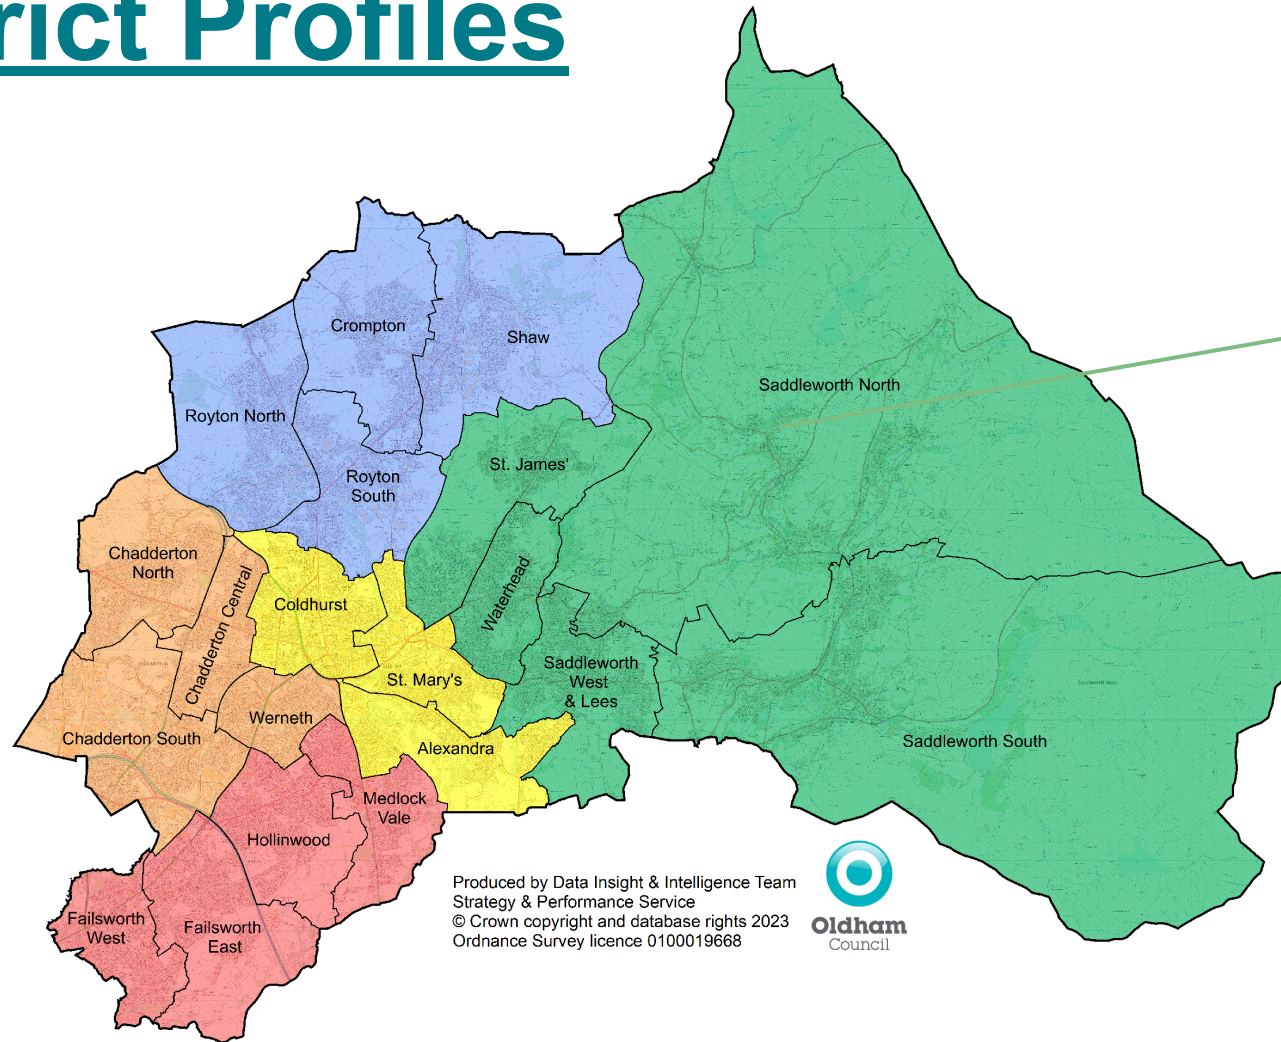 rict Profiles
Crompton
Shaw
Saddleworth North
Royton North
St. James'
Royton
South
Chadderton
North
Chadderton Central
Coldhurst
Waterhead
St. Mary's
Saddleworth
West
& Lees
Werneth
Chadderton South
Alexandra
Saddleworth South
Medlock
Vale
Hollinwood
Failsworth
West
Failsworth
East
Produced by Data Insight & Intelligence Team
Strategy & Performance Service
© Crown copyright and database rights 2023
Ordnance Survey licence 0100019668
Oldham
Council